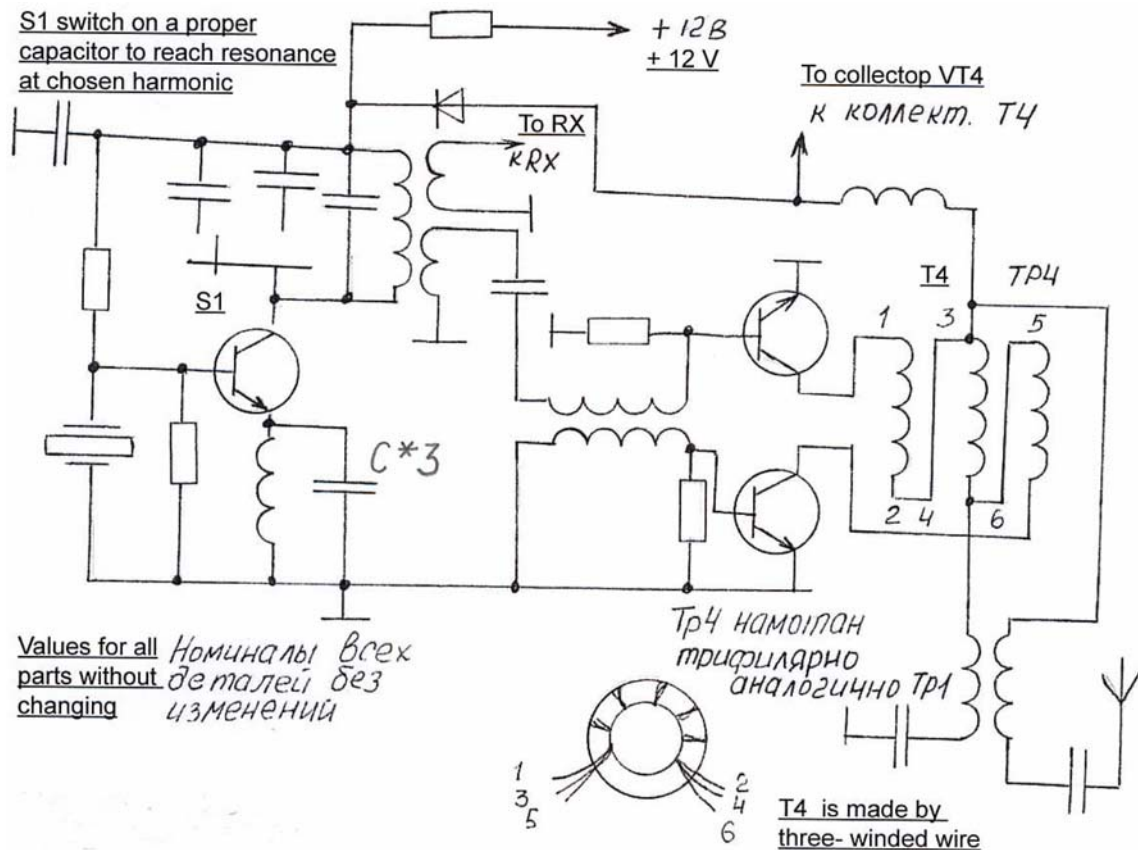 S1 switch on a proper
capacitor to reach resonance
at chosen harmonic
+ 12В
+ 12 V
To collectop VT4
к коллект. Т4
To RX
к RX
S1
T4
ТР4
1
3
5
2
4
6
C*3
Values for all
parts without
changing
Номиналы всех
деталей без
изменений
Тр4 намотан
трифилярно
аналогично Тр1
1
3
5
2
4
6
T4 is made by
three- winded wire